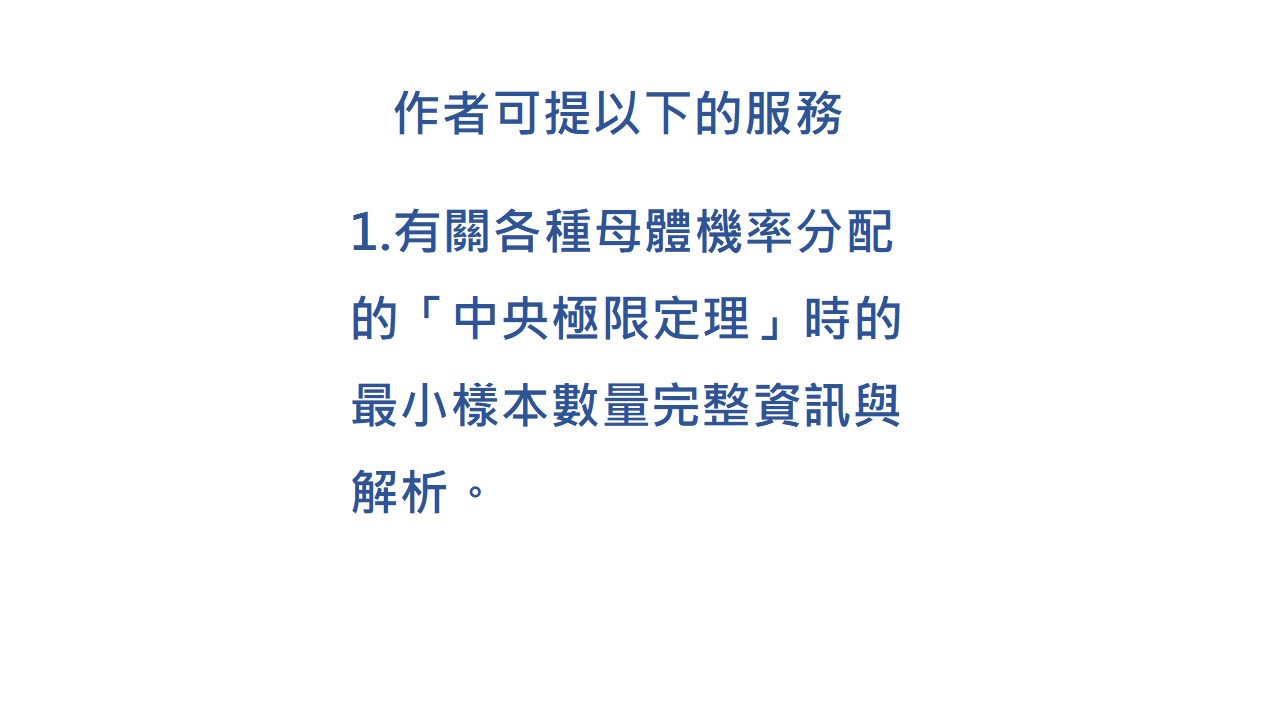 作者可提以下的服務
1.有關各種母體機率分配
的「中央極限定理」時的
最小樣本數量完整資訊與
解析。